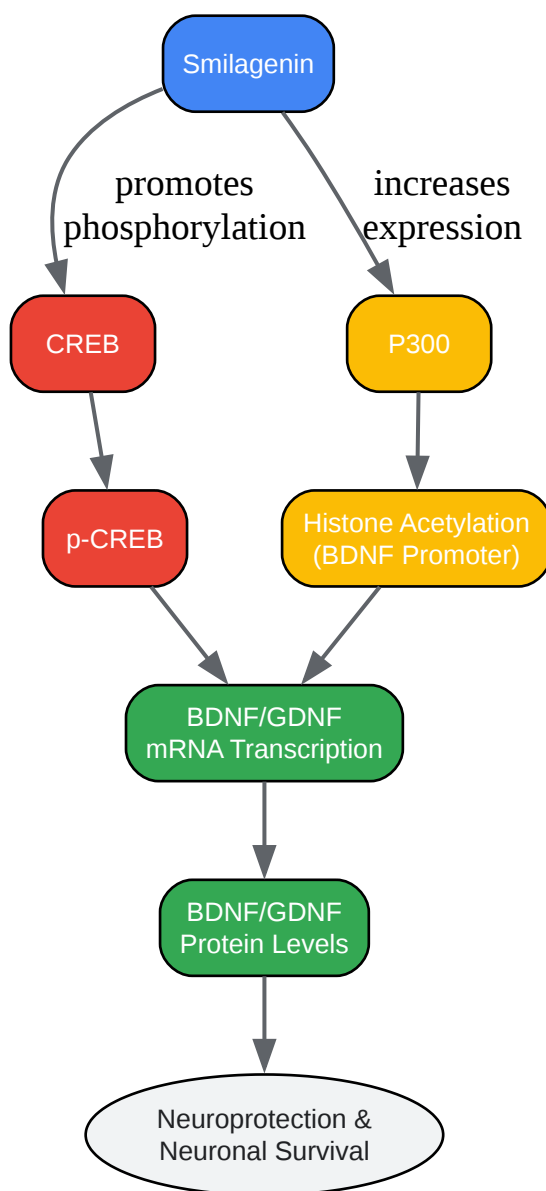 Smilagenin
promotes
phosphorylation
increases
expression
CREB
P300
p-CREB
Histone Acetylation
(BDNF Promoter)
BDNF/GDNF
mRNA Transcription
BDNF/GDNF
Protein Levels
Neuroprotection &
Neuronal Survival